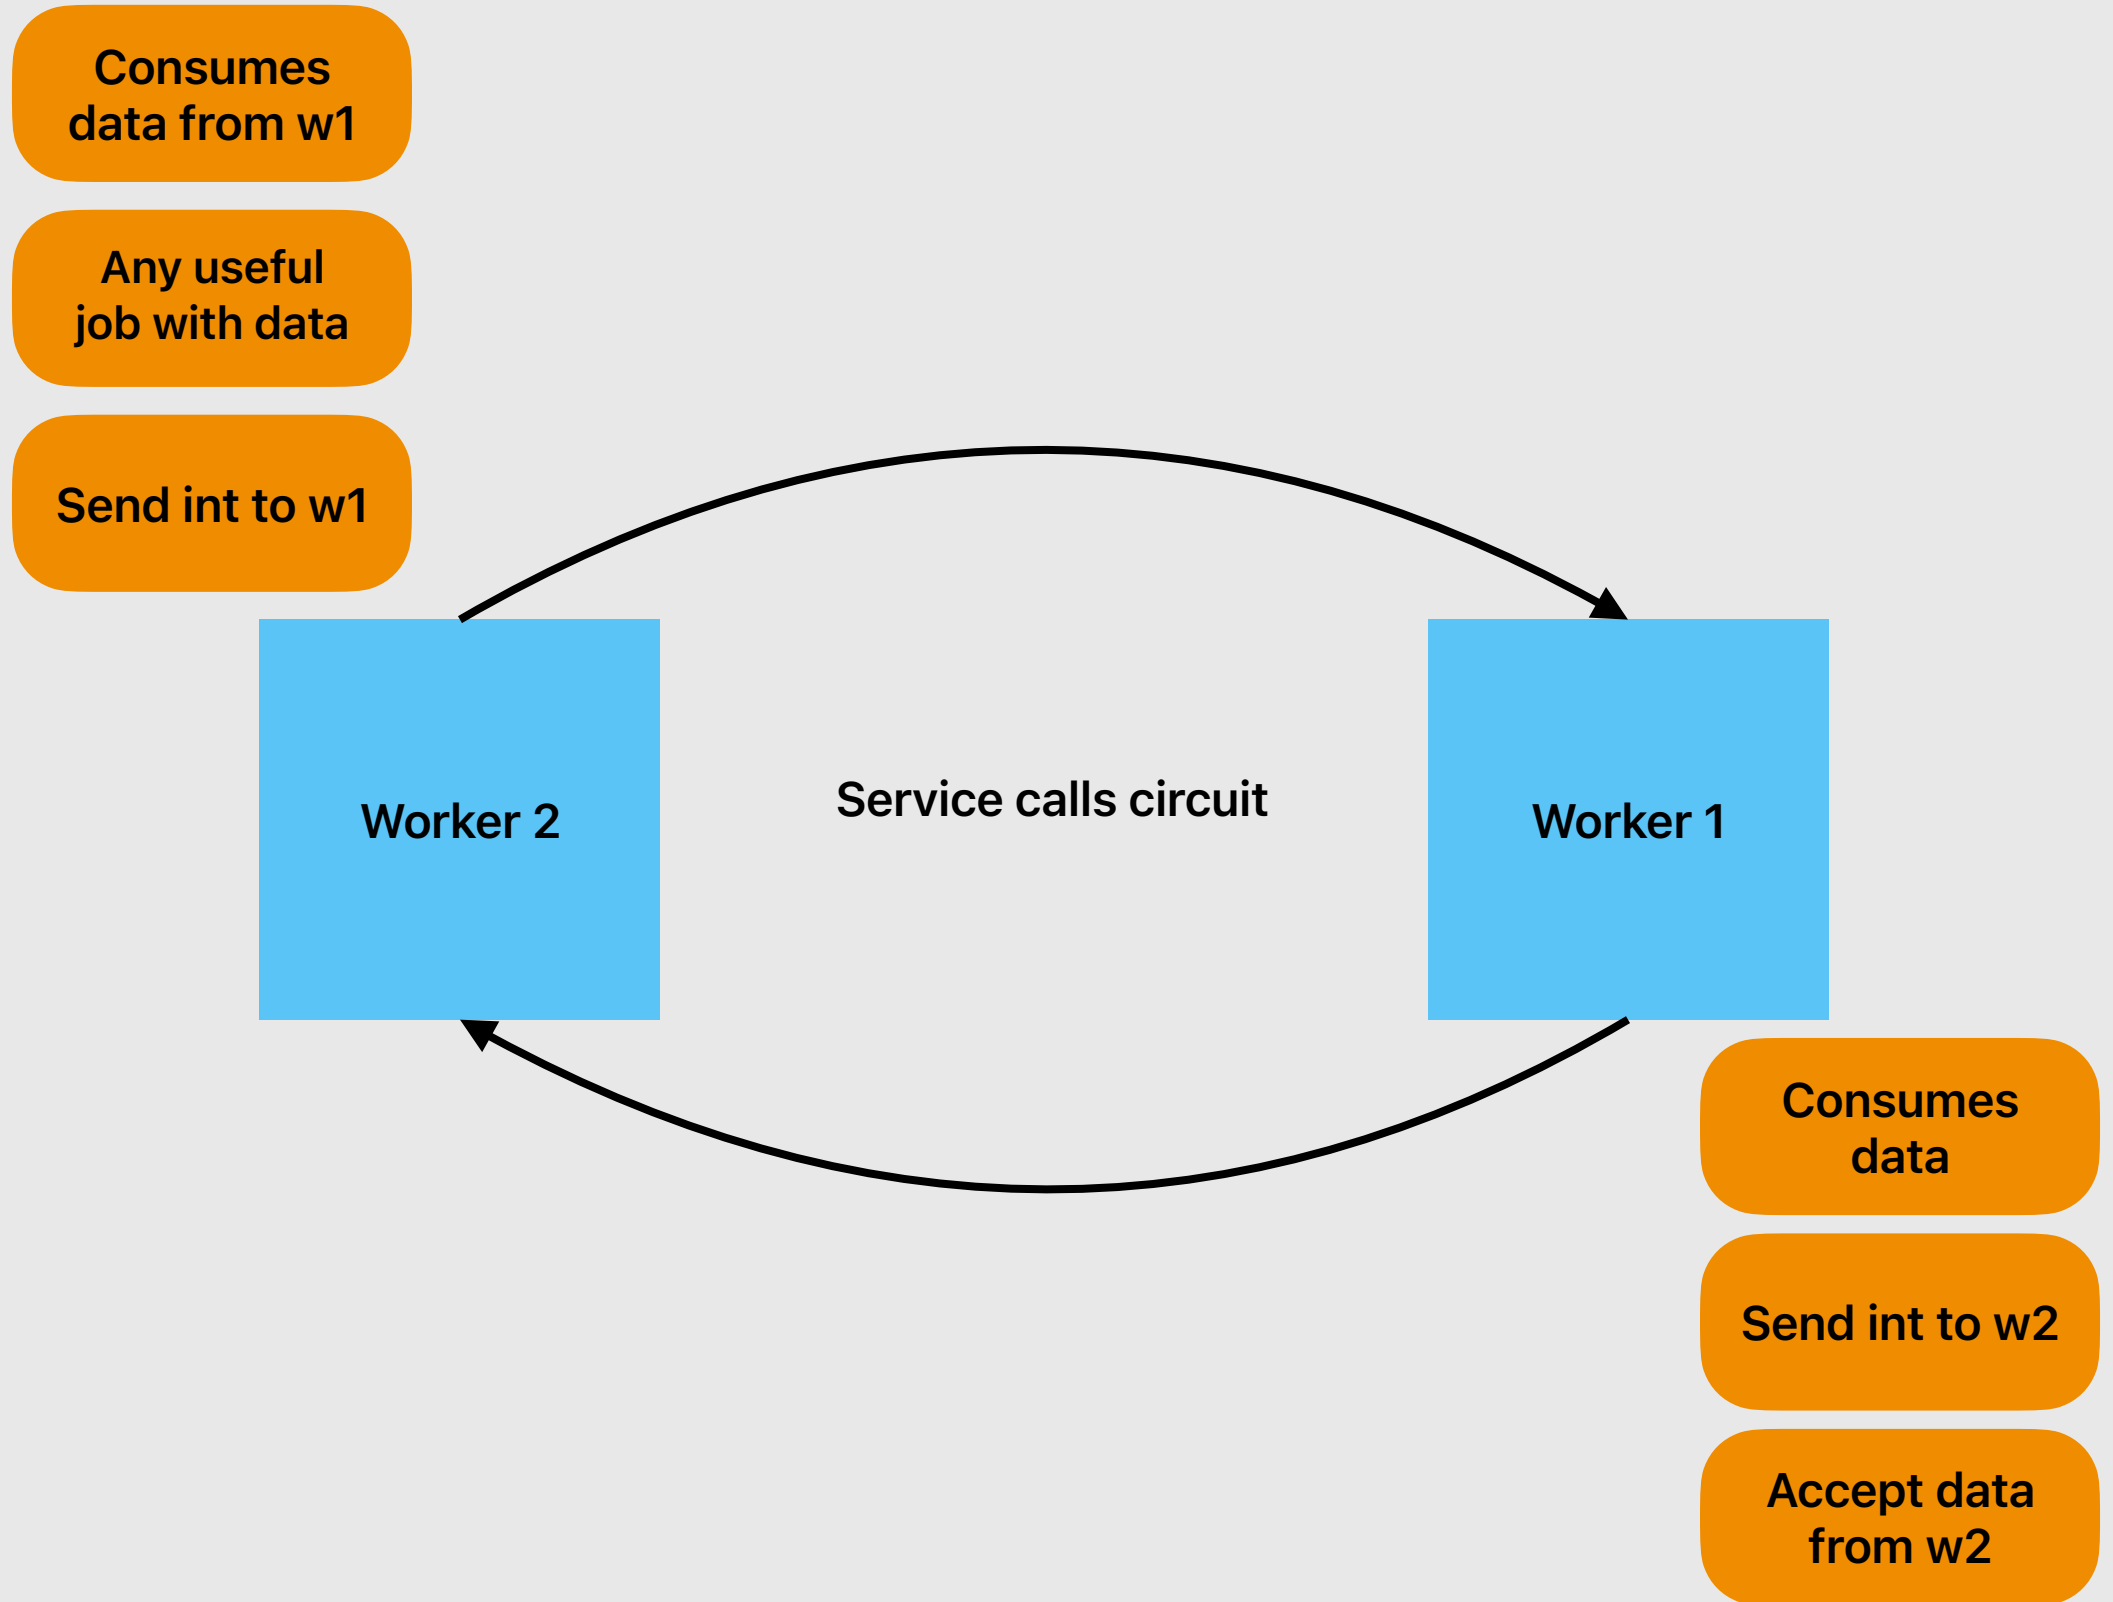 Consumes
data from w1
Any useful
job with data
Send int to w1
Worker 2
Service calls circuit
Worker 1
Consumes
data
Send int to w2
Accept data
from w2